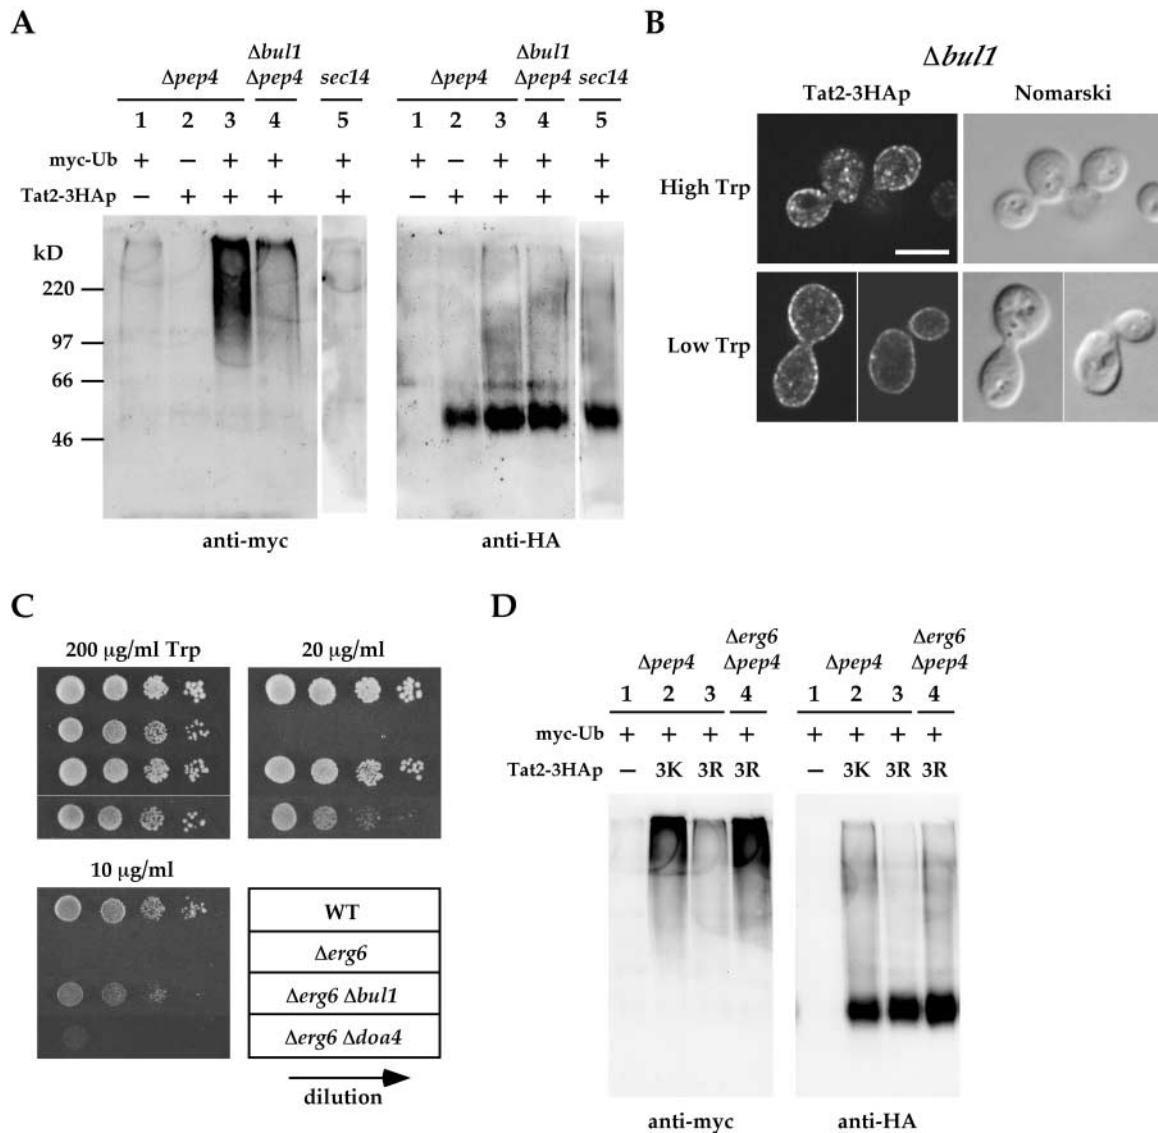 A
Δbul1
Δpep4 Δpep4 sec14 Δpep4 Δbul1 Δpep4 sec14
1 2 3 4 5 1 2 3 4 5
myc-Ub + − + + + + − + + +
Tat2-3HAp − + + + + − + + + +
kD
220
97
66
46
anti-myc anti-HA
B
Δbul1
Tat2-3HAp Nomarski
High Trp
Low Trp
C
200 μg/ml Trp 20 μg/ml
10 μg/ml
WT
Δerg6
Δerg6 Δbul1
Δerg6 Δdoa4
dilution
D
Δerg6 Δerg6
Δpep4 Δpep4 Δpep4 Δpep4
1 2 3 4 1 2 3 4
myc-Ub + + + + + + + +
Tat2-3HAp − 3K 3R 3R − 3K 3R 3R
anti-myc anti-HA